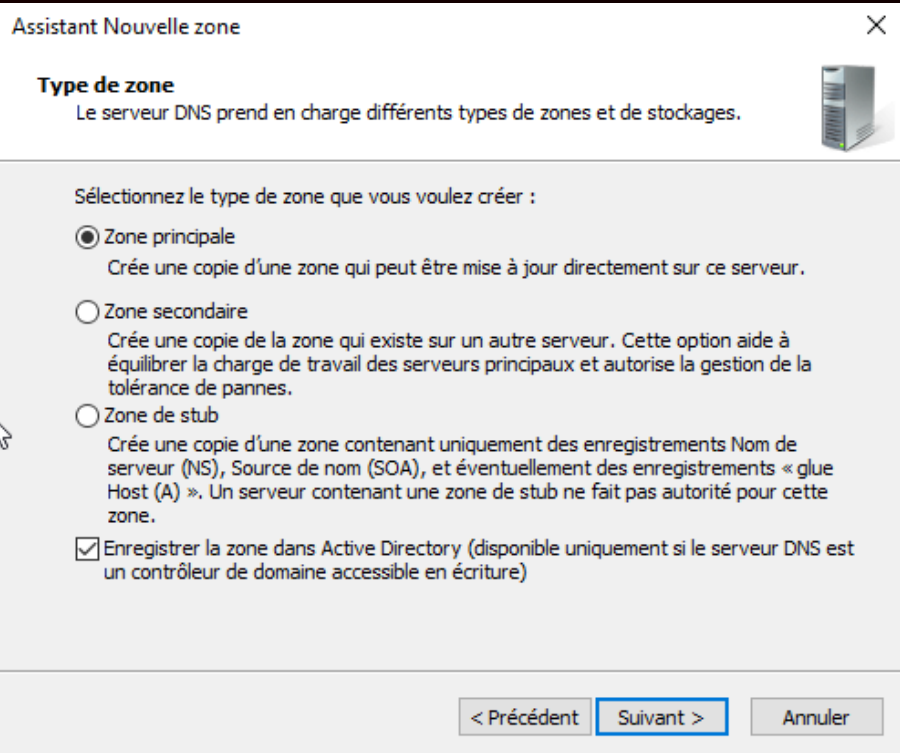 Assistant Nouvelle zone
Type de zone
Le serveur DNS prend en charge différents types de zones et de stockages.
Sélectionnez le type de zone que vous voulez créer :
Zone principale
Crée une copie d'une zone qui peut être mise à jour directement sur ce serveur.
Zone secondaire
Crée une copie de la zone qui existe sur un autre serveur. Cette option aide à
équilibrer la charge de travail des serveurs principaux et autorise la gestion de la
tolérance de pannes.
Zone de stub
Crée une copie d'une zone contenant uniquement des enregistrements Nom de
serveur (NS), Source de nom (SOA), et éventuellement des enregistrements « glue
Host (A) ». Un serveur contenant une zone de stub ne fait pas autorité pour cette
zone.
Enregistrer la zone dans Active Directory (disponible uniquement si le serveur DNS est
un contrôleur de domaine accessible en écriture)
< Précédent Suivant > Annuler